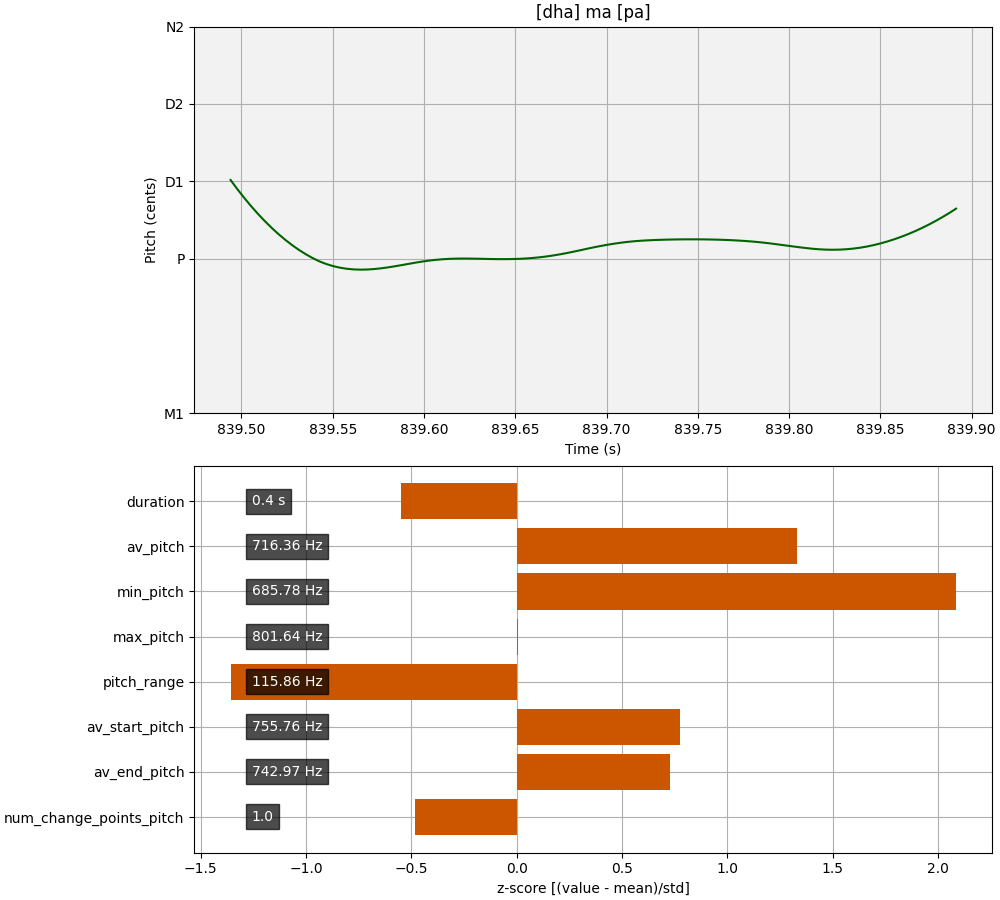 [dha] ma [pa]
N2
D2
D1
P
M1
Pitch (cents)
839.50 839.55 839.60 839.65 839.70 839.75 839.80 839.85 839.90
Time (s)
duration 0.4 s
av_pitch 716.36 Hz
min_pitch 685.78 Hz
max_pitch 801.64 Hz
pitch_range 115.86 Hz
av_start_pitch 755.76 Hz
av_end_pitch 742.97 Hz
num_change_points_pitch 1.0
−1.5 −1.0 −0.5 0.0 0.5 1.0 1.5 2.0
z-score [(value - mean)/std]